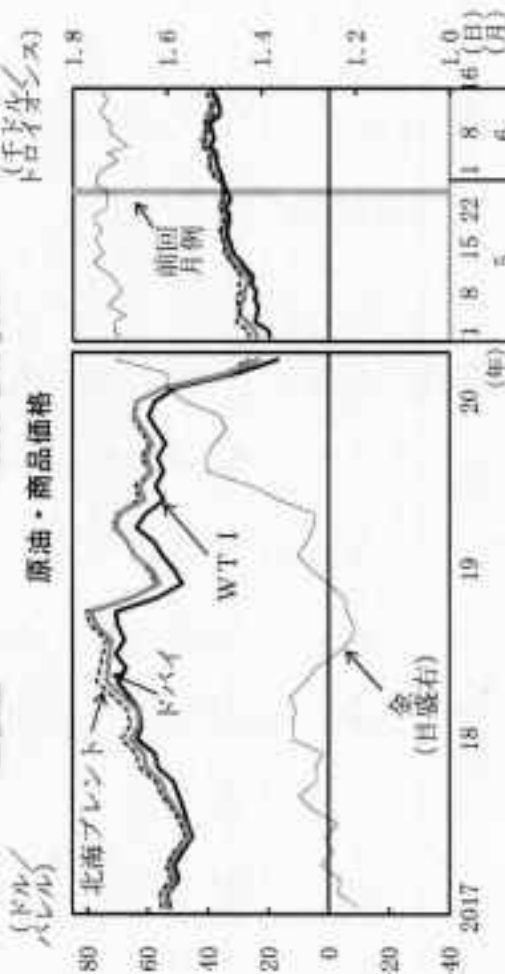 原油・商品価格
(ドル/
バレル)
(千ドル/
トロイオンス)
80
60
40
20
0
20
40
1.8
1.6
1.4
1.2
1.0
北海ブレント
ドバイ
WTI
金
(目盛右)
前回
月例
2017
18
19
20
(年)
1
8
15
22
1
8
16
(日)
5
6
(月)